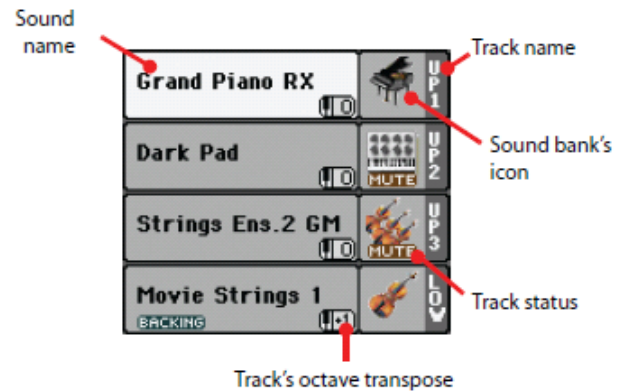 Sound
name
Track name
Grand Piano RX
0
UP1
Sound bank's
icon
Dark Pad
0
MUTE
UP2
Strings Ens.2 GM
0
MUTE
UP3
Track status
Movie Strings 1
BACKING
+1
LOW
Track's octave transpose